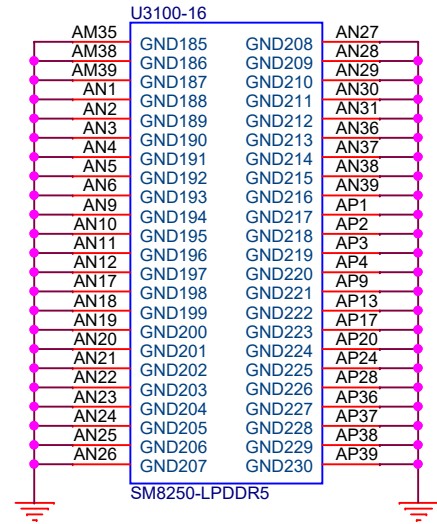 U3100-16
AM35 GND185 GND208 AN27
AM38 GND186 GND209 AN28
AM39 GND187 GND210 AN29
AN1 GND188 GND211 AN30
AN2 GND189 GND212 AN31
AN3 GND190 GND213 AN36
AN4 GND191 GND214 AN37
AN5 GND192 GND215 AN38
AN6 GND193 GND216 AN39
AN9 GND194 GND217 AP1
AN10 GND195 GND218 AP2
AN11 GND196 GND219 AP3
AN12 GND197 GND220 AP4
AN17 GND198 GND221 AP9
AN18 GND199 GND222 AP13
AN19 GND200 GND223 AP17
AN20 GND201 GND224 AP20
AN21 GND202 GND225 AP24
AN22 GND203 GND226 AP28
AN23 GND204 GND227 AP36
AN24 GND205 GND228 AP37
AN25 GND206 GND229 AP38
AN26 GND207 GND230 AP39
SM8250-LPDDR5